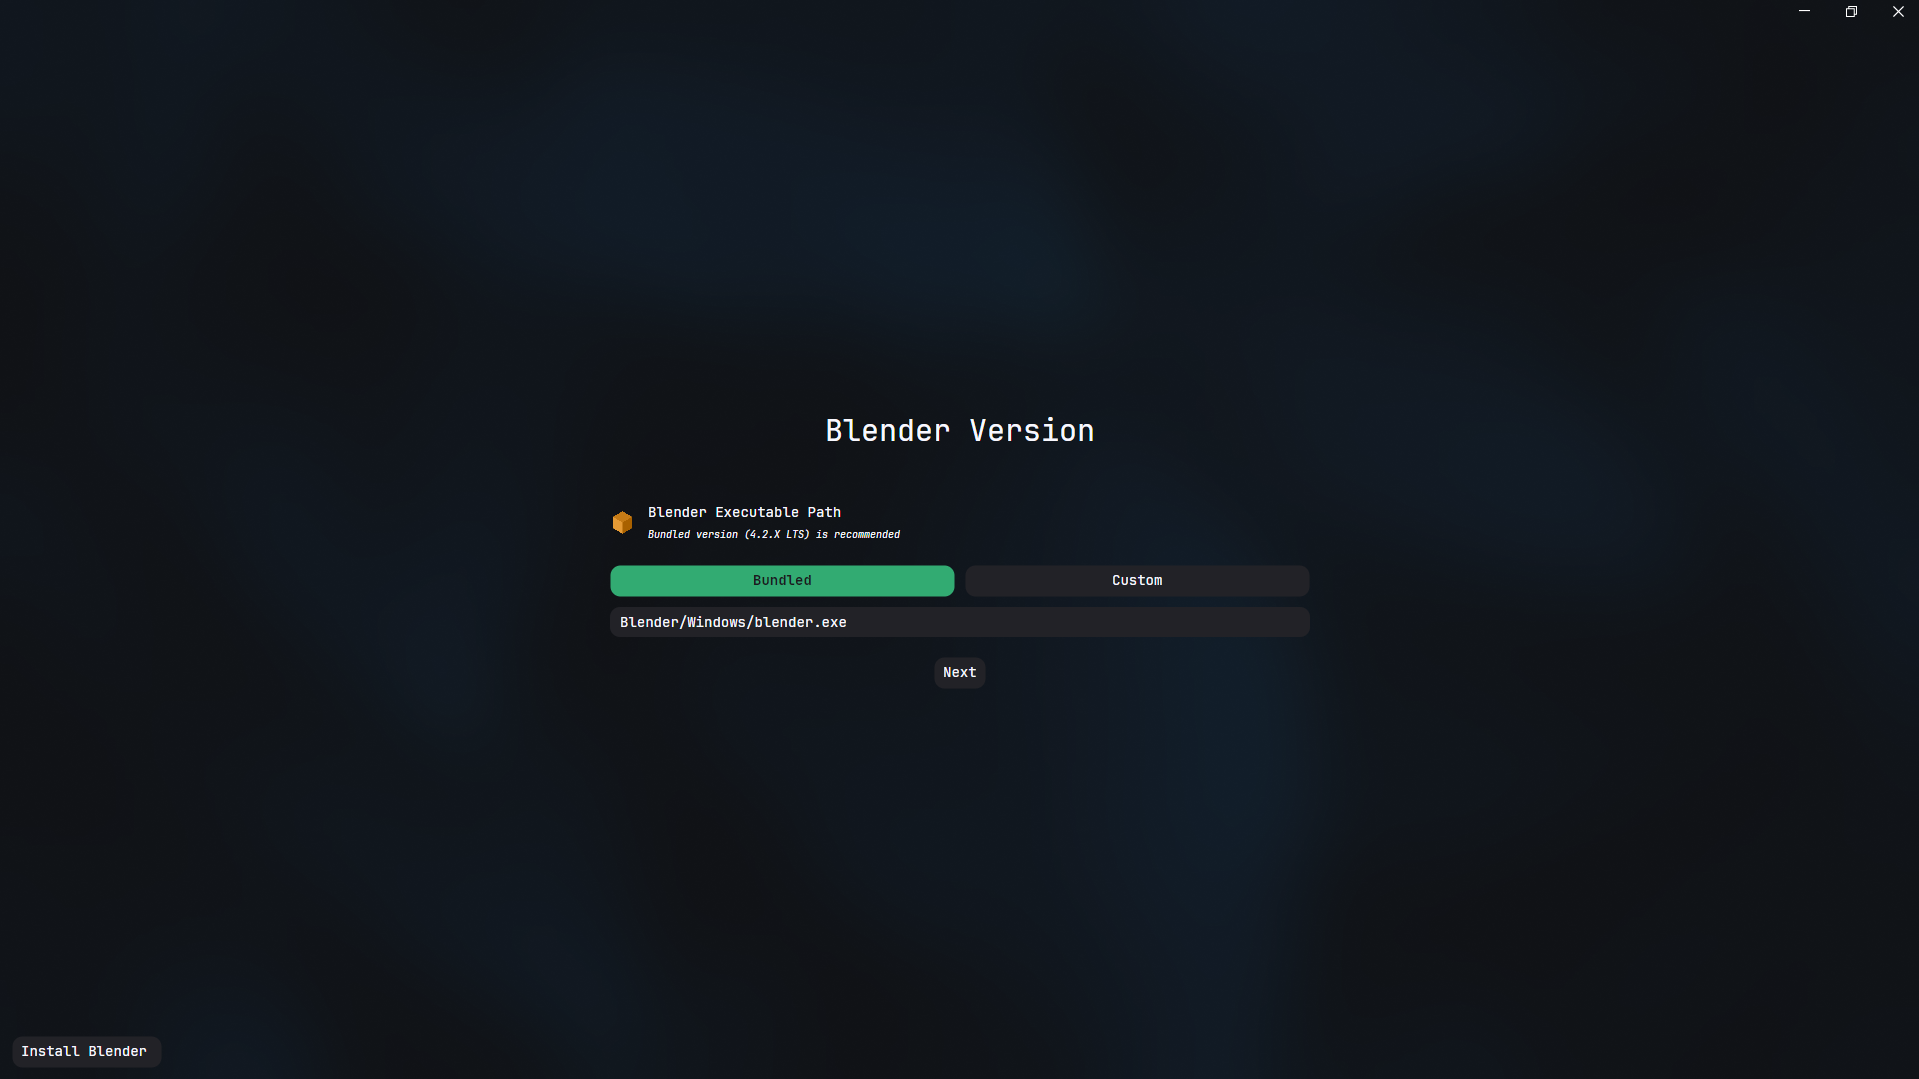 Blender Version
Blender Executable Path
Bundled version (4.2.X LTS) is recommended
Bundled
Custom
Blender/Windows/blender.exe
Next
Install Blender